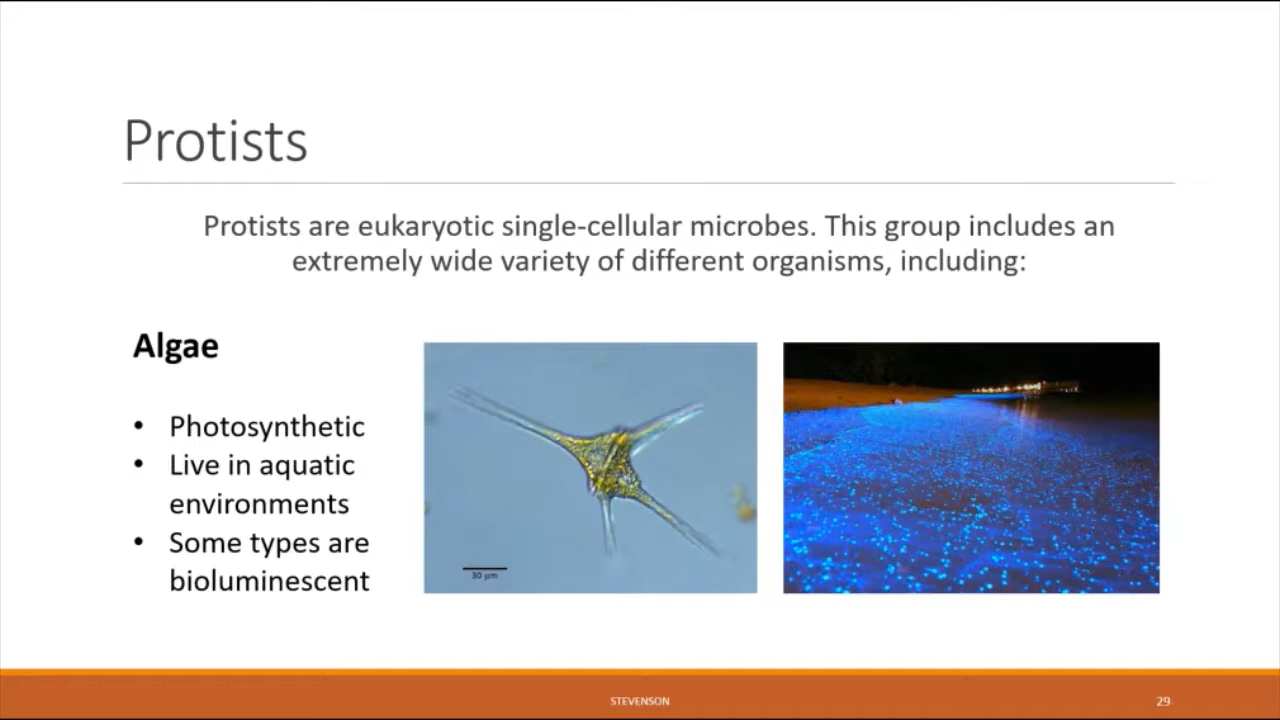 Protists
Protists are eukaryotic single-cellular microbes. This group includes an
extremely wide variety of different organisms, including:
Algae
• Photosynthetic
• Live in aquatic
environments
• Some types are
bioluminescent
30 µm
STEVENSON
29